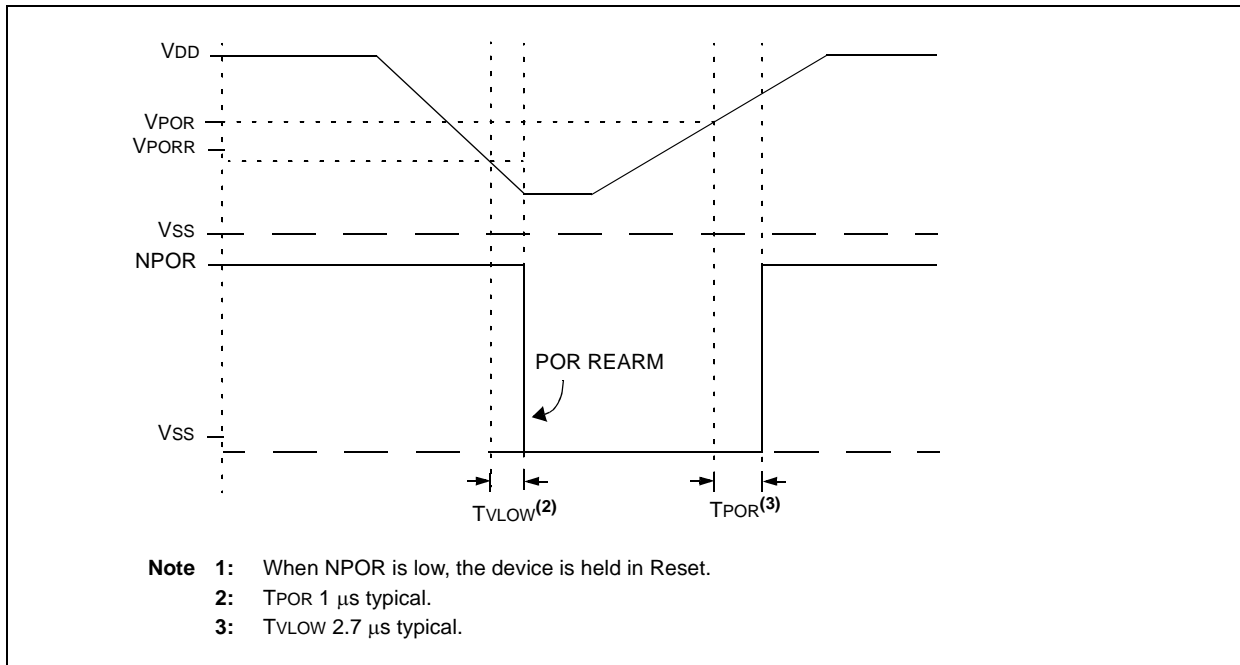 VDD
VPOR
VPORR
VSS
NPOR
POR REARM
VSS
TVLOW(2) TPOR(3)
Note 1: When NPOR is low, the device is held in Reset.
2: TPOR 1 μs typical.
3: TVLOW 2.7 μs typical.